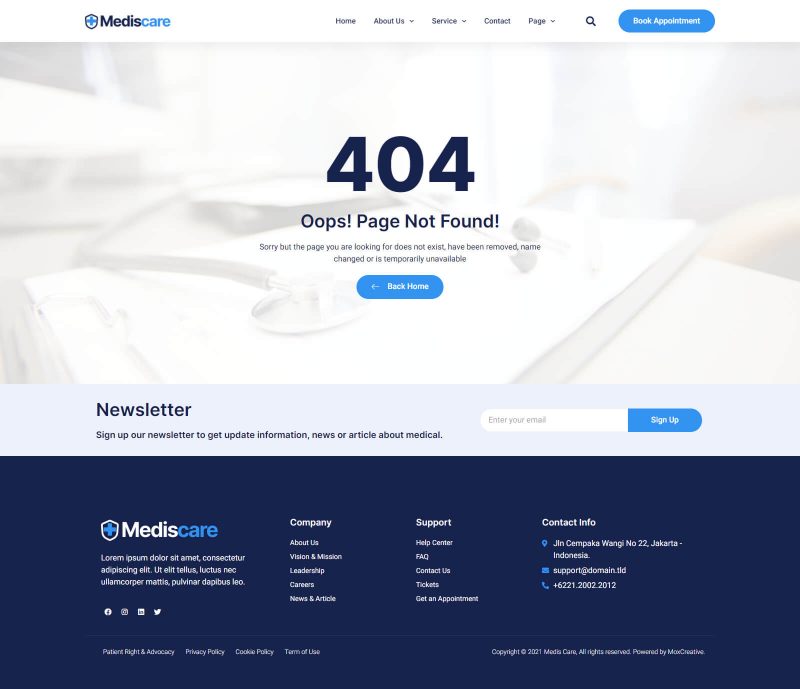 Mediscare
Home About Us Service Contact Page Book Appointment
404
Oops! Page Not Found!
Sorry but the page you are looking for does not exist, have been removed, name
changed or is temporarily unavailable
Back Home
Newsletter
Sign up our newsletter to get update information, news or article about medical.
Enter your email
Sign Up
Mediscare
Lorem ipsum dolor sit amet, consectetur
adipiscing elit. Ut elit tellus, luctus nec
ullamcorper mattis, pulvinar dapibus leo.
Company
About Us
Vision & Mission
Leadership
Careers
News & Article
Support
Help Center
FAQ
Contact Us
Tickets
Get an Appointment
Contact Info
Jln Cempaka Wangi No 22, Jakarta -
Indonesia.
support@domain.tld
+6221.2002.2012
Patient Right & Advocacy Privacy Policy Cookie Policy Term of Use
Copyright © 2021 Medis Care, All rights reserved. Powered by MoxCreative.